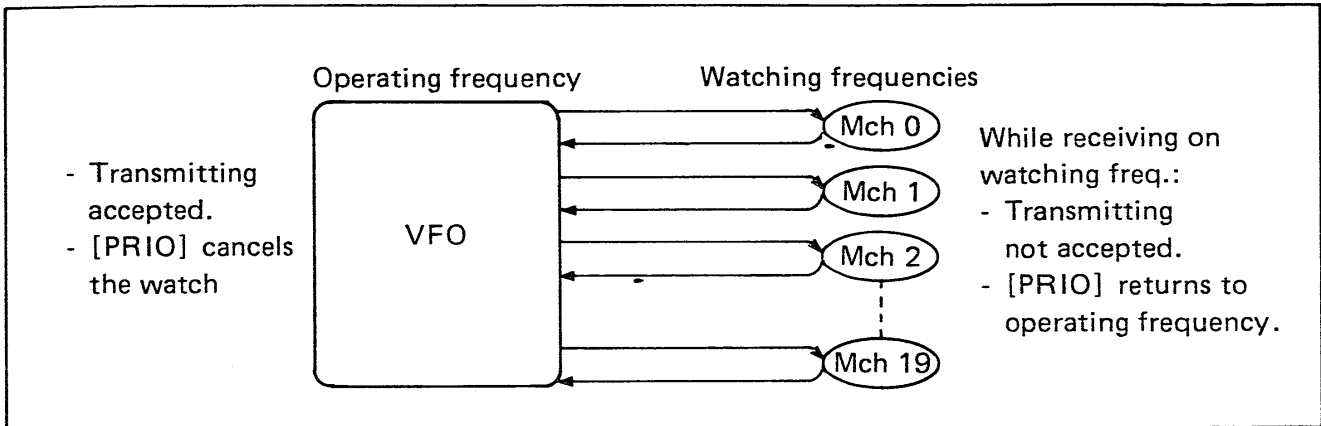 Operating frequency
Watching frequencies
- Transmitting
accepted.
- [PRIO] cancels
the watch
VFO
Mch 0
Mch 1
Mch 2
Mch 19
While receiving on
watching freq.:
- Transmitting
not accepted.
- [PRIO] returns to
operating frequency.